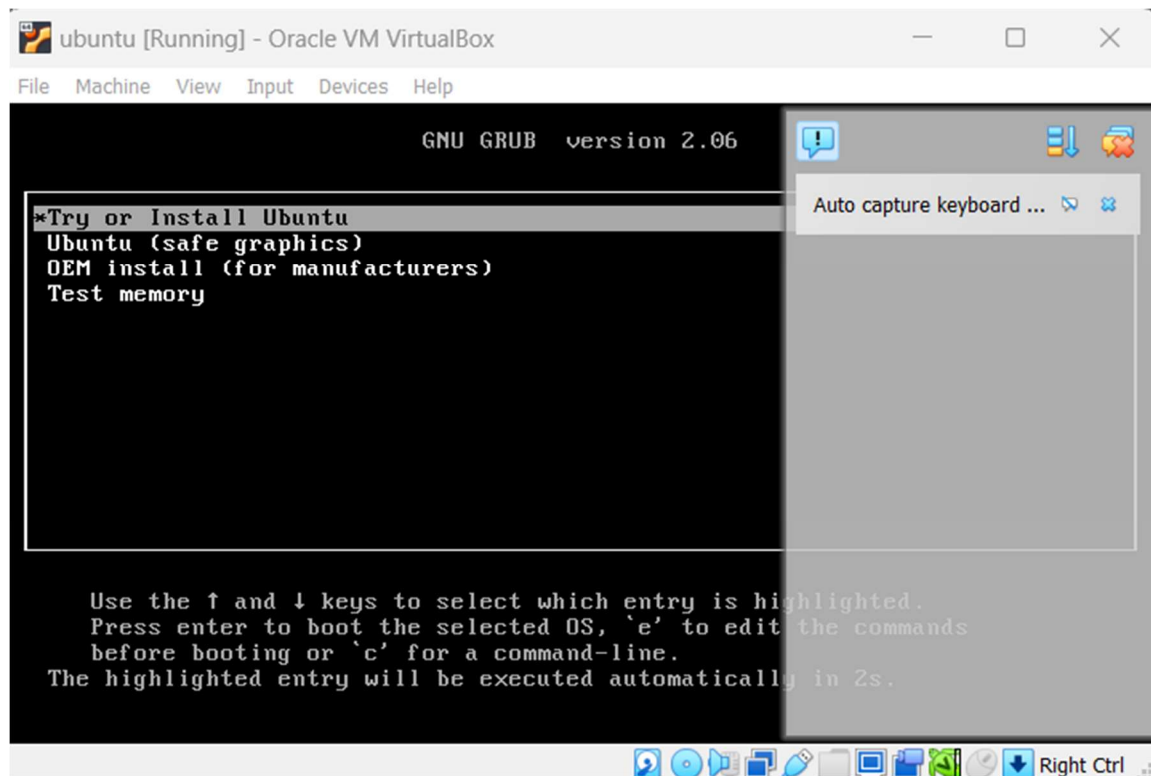 ubuntu [Running] - Oracle VM VirtualBox
File Machine View Input Devices Help
GNU GRUB version 2.06
Auto capture keyboard ...
*Try or Install Ubuntu
Ubuntu (safe graphics)
OEM install (for manufacturers)
Test memory
Use the ↑ and ↓ keys to select which entry is highlighted.
Press enter to boot the selected OS, `e' to edit the commands
before booting or `c' for a command-line.
The highlighted entry will be executed automatically in 2s.
Right Ctrl